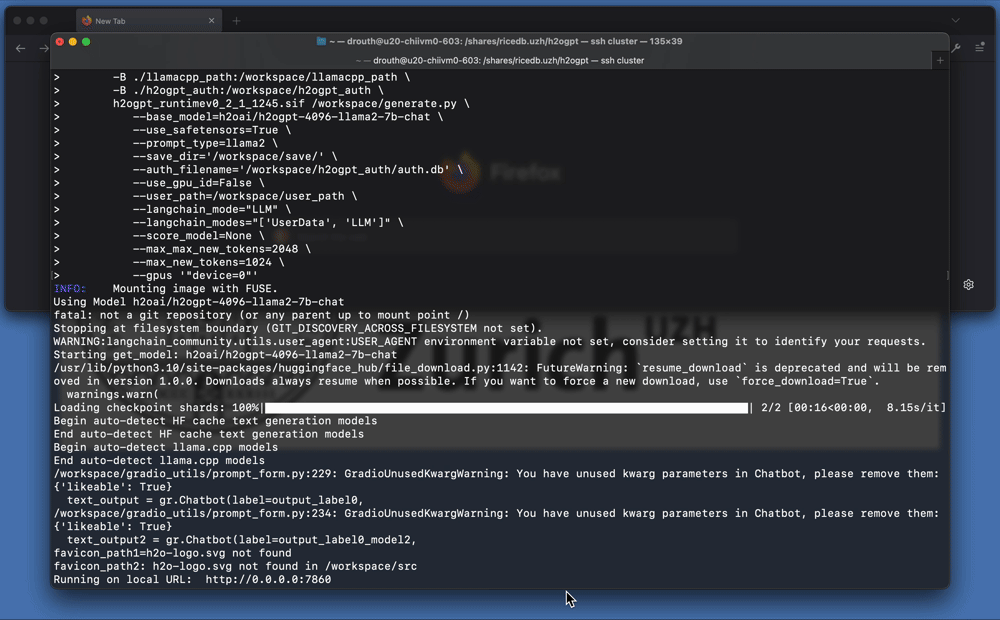 New Tab
~ — drouth@u20-chiivm0-603: /shares/ricedb.uzh/h2ogpt — ssh cluster — 135×39
~ — drouth@u20-chiivm0-603: /shares/ricedb.uzh/h2ogpt — ssh cluster
> -B ./llamacpp_path:/workspace/llamacpp_path \
> -B ./h2ogpt_auth:/workspace/h2ogpt_auth \
> h2ogpt_runtimev0_2_1_1245.sif /workspace/generate.py \
> --base_model=h2oai/h2ogpt-4096-llama2-7b-chat \
> --use_safetensors=True \
> --prompt_type=llama2 \
> --save_dir='/workspace/save/' \
> --auth_filename='/workspace/h2ogpt_auth/auth.db' \
> --use_gpu_id=False \
> --user_path=/workspace/user_path \
> --langchain_mode="LLM" \
> --langchain_modes="['UserData', 'LLM']" \
> --score_model=None \
> --max_max_new_tokens=2048 \
> --max_new_tokens=1024 \
> --gpus '"device=0"'
Firefox
INFO: Mounting image with FUSE.
Using Model h2oai/h2ogpt-4096-llama2-7b-chat
fatal: not a git repository (or any parent up to mount point /)
Stopping at filesystem boundary (GIT_DISCOVERY_ACROSS_FILESYSTEM not set).
WARNING:langchain_community.utils.user_agent:USER_AGENT environment variable not set, consider setting it to identify your requests.
Starting get_model: h2oai/h2ogpt-4096-llama2-7b-chat
/usr/lib/python3.10/site-packages/huggingface_hub/file_download.py:1142: FutureWarning: `resume_download` is deprecated and will be rem
oved in version 1.0.0. Downloads always resume when possible. If you want to force a new download, use `force_download=True`.
warnings.warn(
Loading checkpoint shards: 100%| | 2/2 [00:16<00:00, 8.15s/it]
Begin auto-detect HF cache text generation models
End auto-detect HF cache text generation models
Begin auto-detect llama.cpp models
End auto-detect llama.cpp models
/workspace/gradio_utils/prompt_form.py:229: GradioUnusedKwargWarning: You have unused kwarg parameters in Chatbot, please remove them:
{'likeable': True}
text_output = gr.Chatbot(label=output_label0,
/workspace/gradio_utils/prompt_form.py:234: GradioUnusedKwargWarning: You have unused kwarg parameters in Chatbot, please remove them:
{'likeable': True}
text_output2 = gr.Chatbot(label=output_label0_model2,
favicon_path1=h2o-logo.svg not found
favicon_path2: h2o-logo.svg not found in /workspace/src
Running on local URL: http://0.0.0.0:7860
zurich UZH